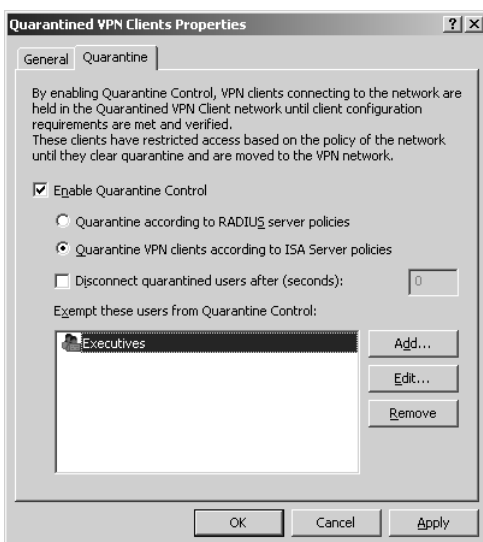 Quarantined VPN Clients Properties
General
Quarantine
By enabling Quarantine Control, VPN clients connecting to the network are
held in the Quarantined VPN Client network until client configuration
requirements are met and verified.
These clients have restricted access based on the policy of the network
until they clear quarantine and are moved to the VPN network.
Enable Quarantine Control
Quarantine according to RADIUS server policies
Quarantine VPN clients according to ISA Server policies
Disconnect quarantined users after (seconds):
0
Exempt these users from Quarantine Control:
Executives
Add...
Edit...
Remove
OK
Cancel
Apply